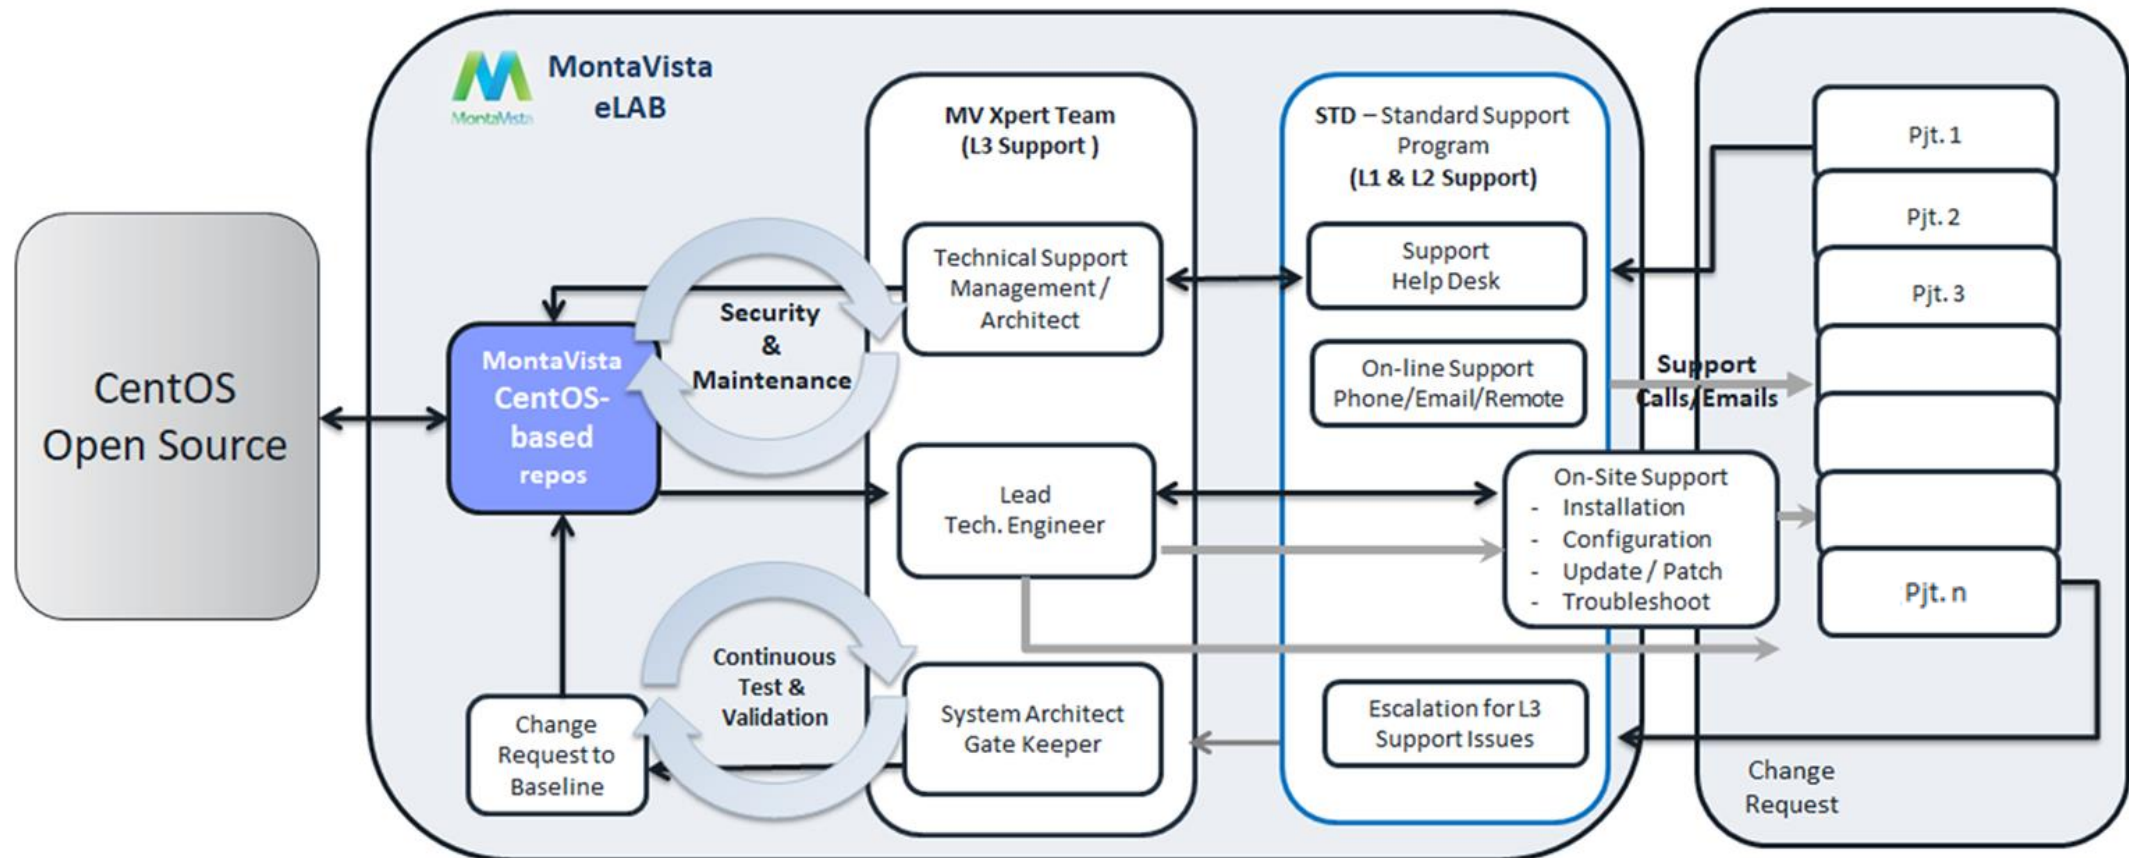 MontaVista
MontaVista
eLAB
CentOS
Open Source
MontaVista
CentOS-
based
repos
Security
&
Maintenance
Continuous
Test &
Validation
Change
Request to
Baseline
MV Xpert Team
(L3 Support )
Technical Support
Management /
Architect
Lead
Tech. Engineer
System Architect
Gate Keeper
STD – Standard Support
Program
(L1 & L2 Support)
Support
Help Desk
On-line Support
Phone/Email/Remote
Support
Calls/Emails
On-Site Support
- Installation
- Configuration
- Update / Patch
- Troubleshoot
Escalation for L3
Support Issues
Pjt. 1
Pjt. 2
Pjt. 3
Pjt. n
Change
Request